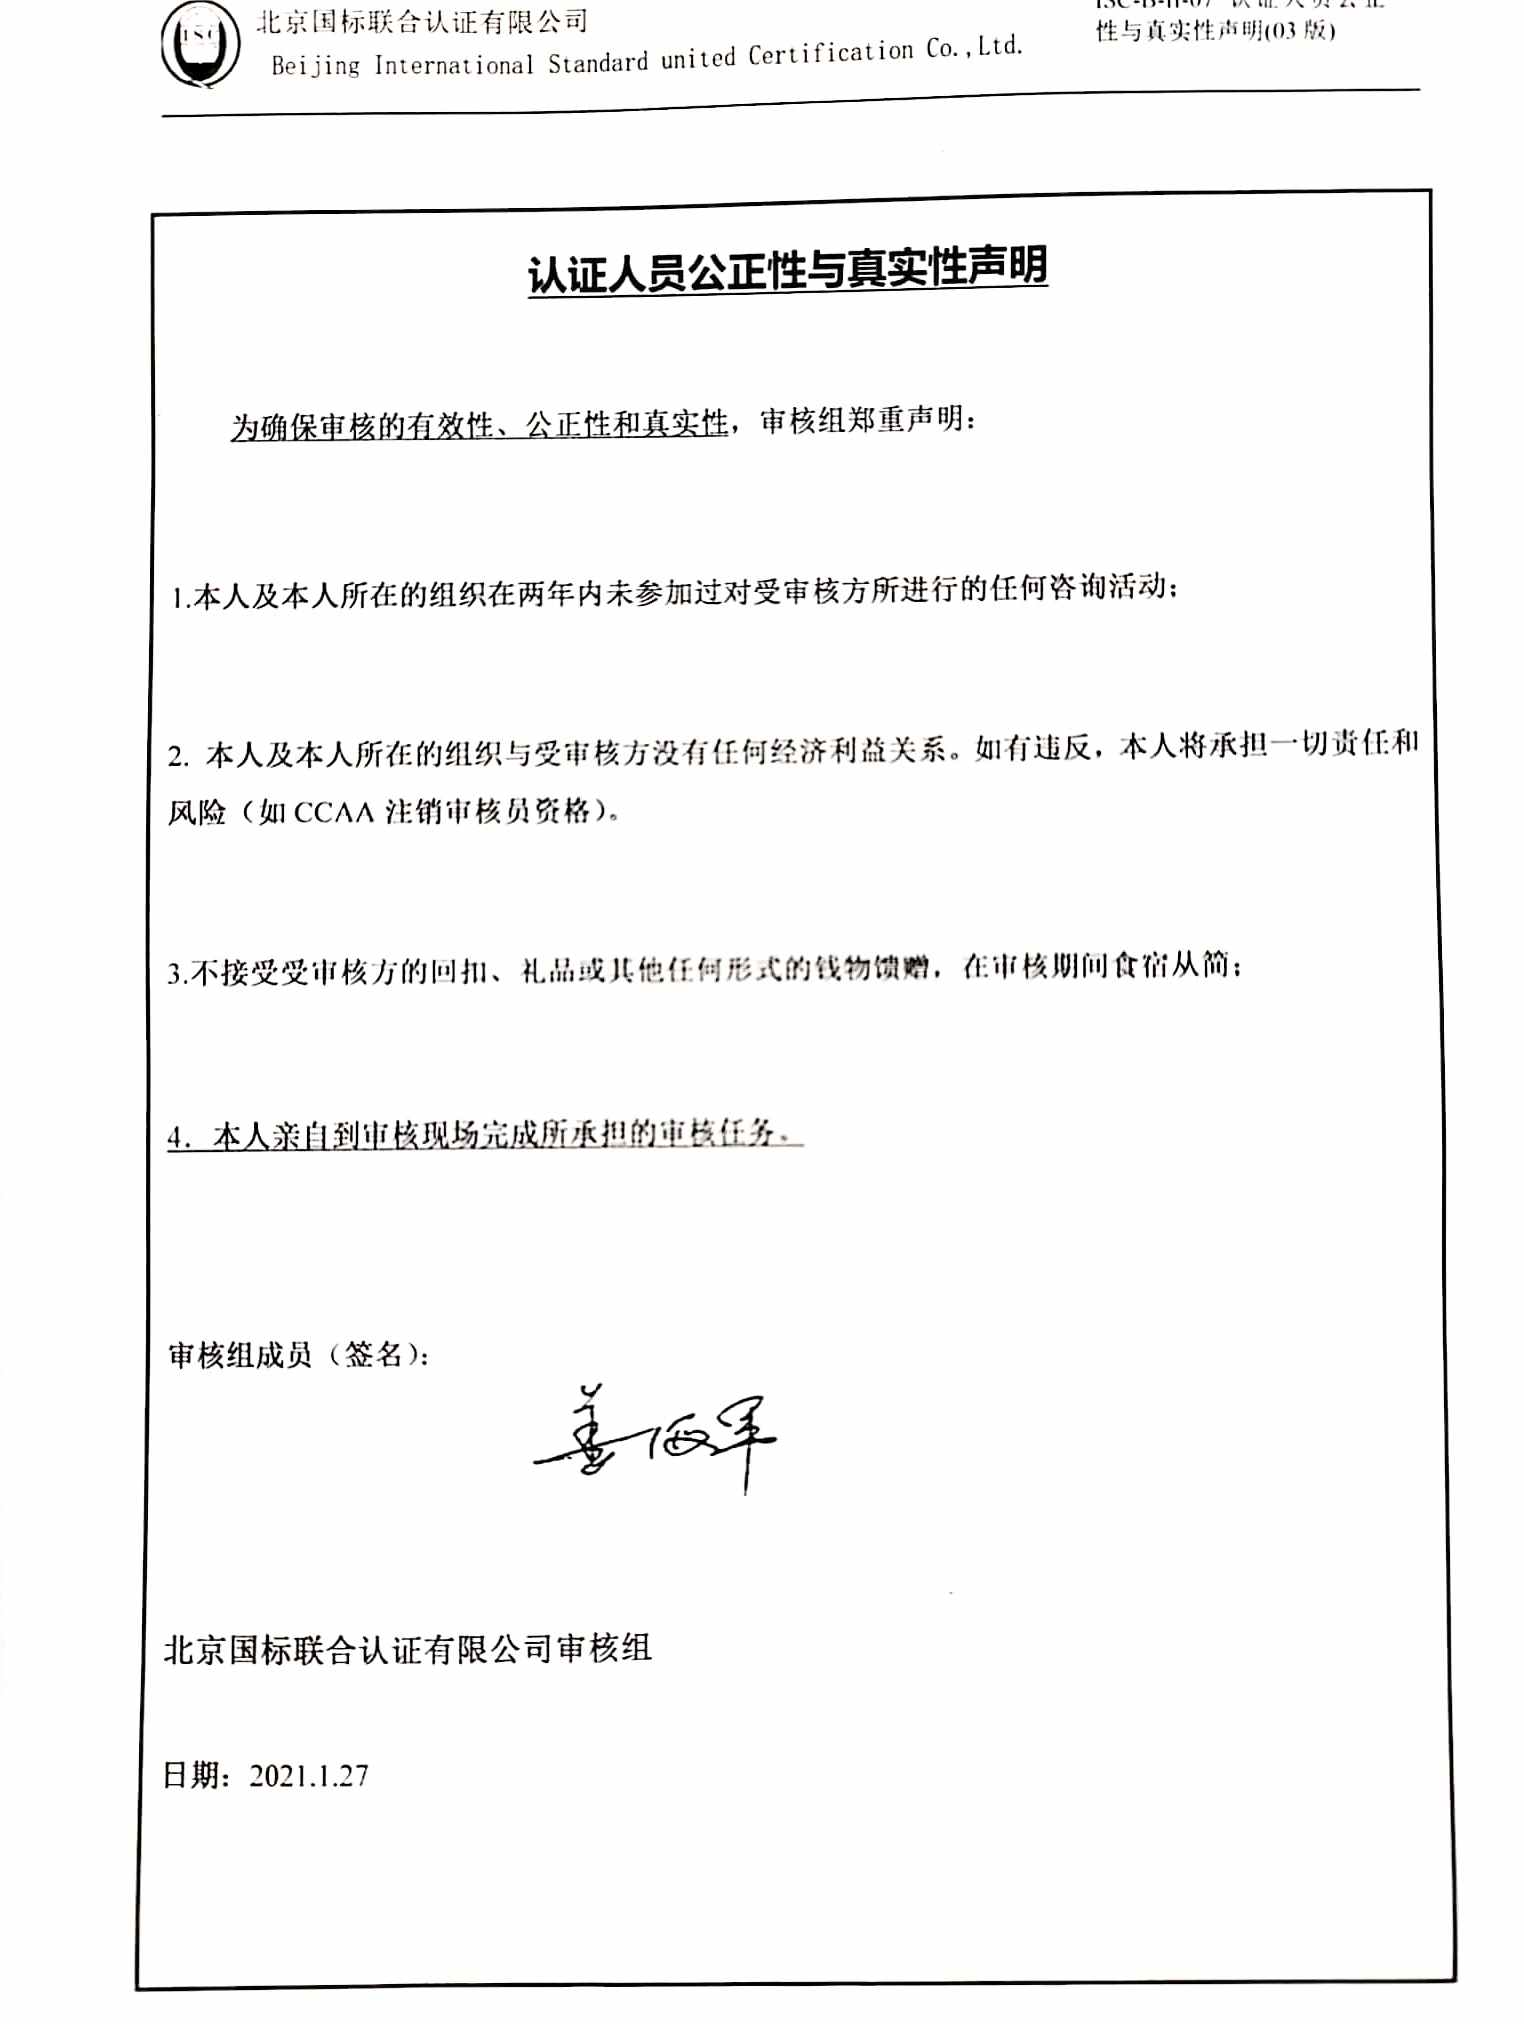 ISC
北京国标联合认证有限公司
Beijing International Standard united Certification Co.,Ltd.
ISC-B-II-07 认证人员公正
性与真实性声明(03版)
认证人员公正性与真实性声明
为确保审核的有效性、公正性和真实性，审核组郑重声明：
1.本人及本人所在的组织在两年内未参加过对受审核方所进行的任何咨询活动；
2. 本人及本人所在的组织与受审核方没有任何经济利益关系。如有违反，本人将承担一切责任和
风险（如 CCAA 注销审核员资格）。
3.不接受受审核方的回扣、礼品或其他任何形式的钱物馈赠，在审核期间食宿从简；
4. 本人亲自到审核现场完成所承担的审核任务。
审核组成员（签名）：
北京国标联合认证有限公司审核组
日期：2021.1.27